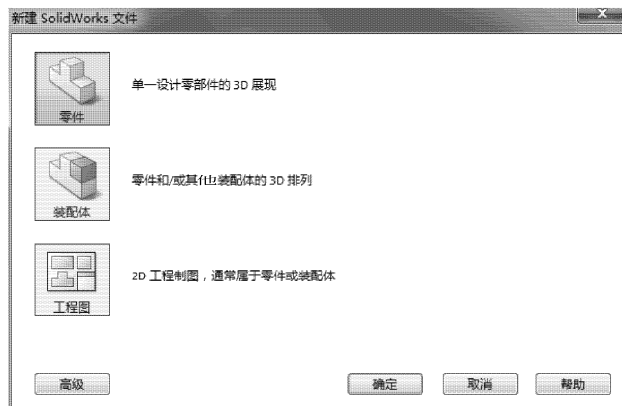 新建 SolidWorks 文件
单一设计零部件的 3D 展现
零件
零件和/或其他装配体的 3D 排列
装配体
2D 工程制图，通常属于零件或装配体
工程图
高级
确定
取消
帮助